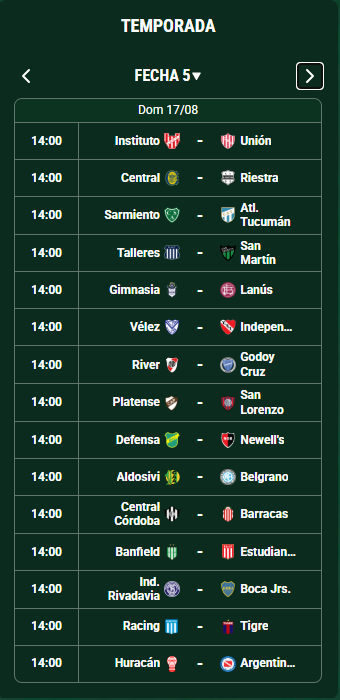 TEMPORADA
FECHA 5▾
Dom 17/08
14:00 Instituto - Unión
14:00 Central - Riestra
14:00 Sarmiento - Atl.
Tucumán
14:00 Talleres - San
Martín
14:00 Gimnasia - Lanús
14:00 Vélez - Indepen...
14:00 River - Godoy
Cruz
14:00 Platense - San
Lorenzo
14:00 Defensa - Newell's
14:00 Aldosivi - Belgrano
14:00 Central
Córdoba - Barracas
14:00 Banfield - Estudian...
14:00 Ind.
Rivadavia - Boca Jrs.
14:00 Racing - Tigre
14:00 Huracán - Argentin...